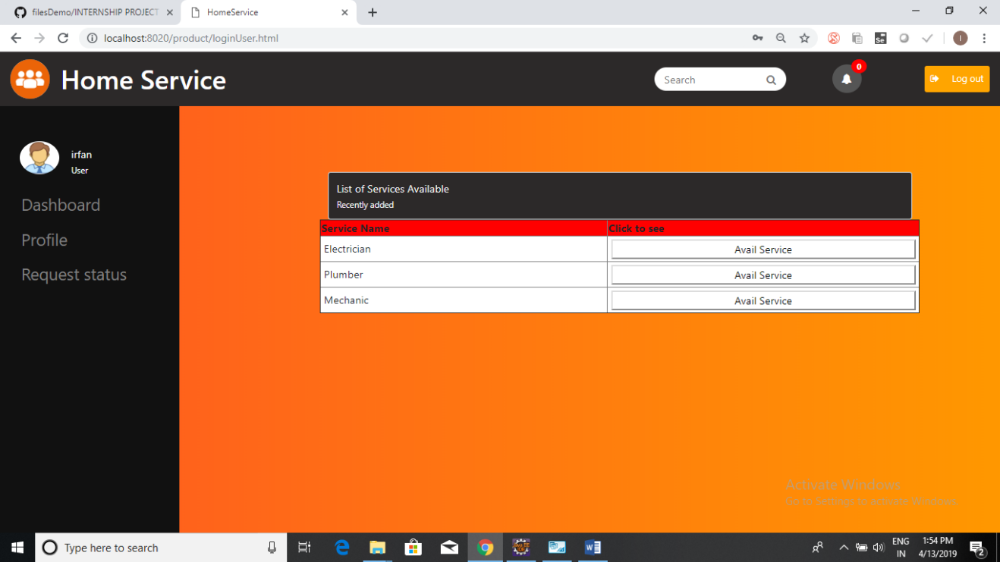 filesDemo/INTERNSHIP PROJECT
HomeService
localhost:8020/product/loginUser.html
Se
I
Home Service
Search
0
Log out
irfan
User
Dashboard
Profile
Request status
List of Services Available
Recently added
Service Name Click to see
Electrician Avail Service
Plumber Avail Service
Mechanic Avail Service
Activate Windows
Go to Settings to activate Windows.
Type here to search
ENG
IN
1:54 PM
4/13/2019
2